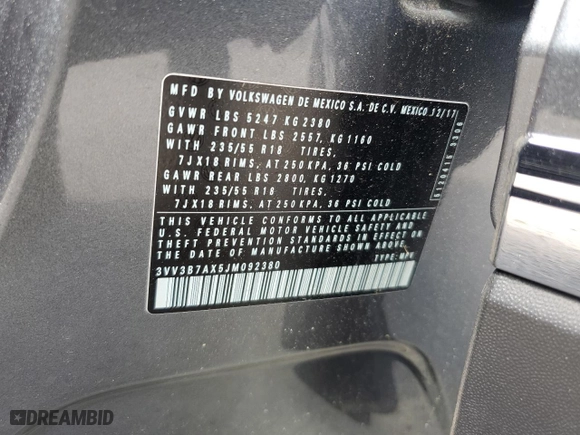 MFD BY VOLKSWAGEN DE MEXICO S.A. DE C.V. MEXICO 12/17
GVWR LBS 5247 KG 2380
GAWR FRONT LBS 2557, KG 1160
WITH 235/55 R18 TIRES,
7JX18 RIMS, AT 250 KPA, 36 PSI COLD
GAWR REAR LBS 2800, KG 1270
WITH 235/55 R18 TIRES,
7JX18 RIMS, AT 250 KPA, 36 PSI COLD
THIS VEHICLE CONFORMS TO ALL APPLICABLE
U.S. FEDERAL MOTOR VEHICLE SAFETY AND
THEFT PREVENTION STANDARDS IN EFFECT ON
DATE OF MANUFACTURE SHOWN ABOVE.
3VV3B7AX5JM092380 TYPE:
DREAMBID